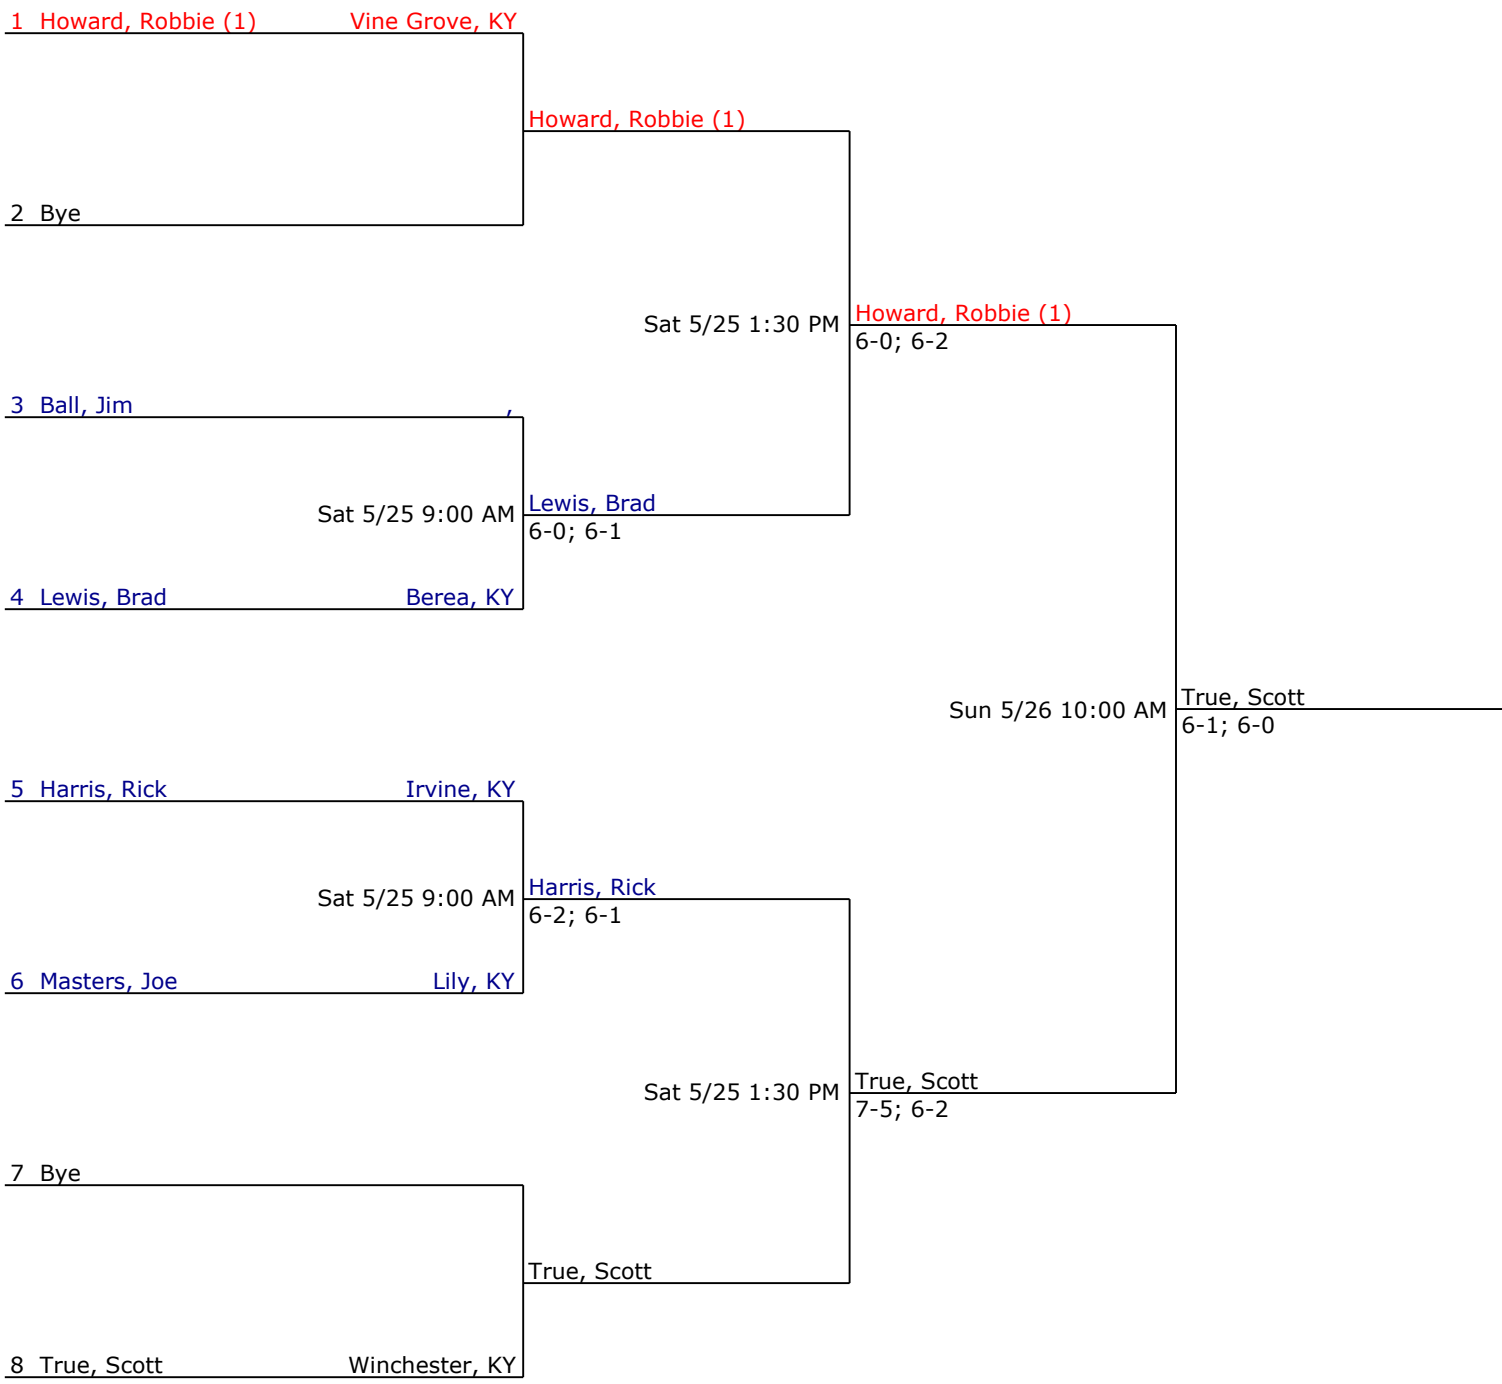 1 Howard, Robbie (1) Vine Grove, KY
Howard, Robbie (1)
2 Bye
Howard, Robbie (1)
Sat 5/25 1:30 PM
6-0; 6-2
3 Ball, Jim ,
Lewis, Brad
Sat 5/25 9:00 AM
6-0; 6-1
4 Lewis, Brad Berea, KY
True, Scott
Sun 5/26 10:00 AM
6-1; 6-0
5 Harris, Rick Irvine, KY
Harris, Rick
Sat 5/25 9:00 AM
6-2; 6-1
6 Masters, Joe Lily, KY
True, Scott
Sat 5/25 1:30 PM
7-5; 6-2
7 Bye
True, Scott
8 True, Scott Winchester, KY